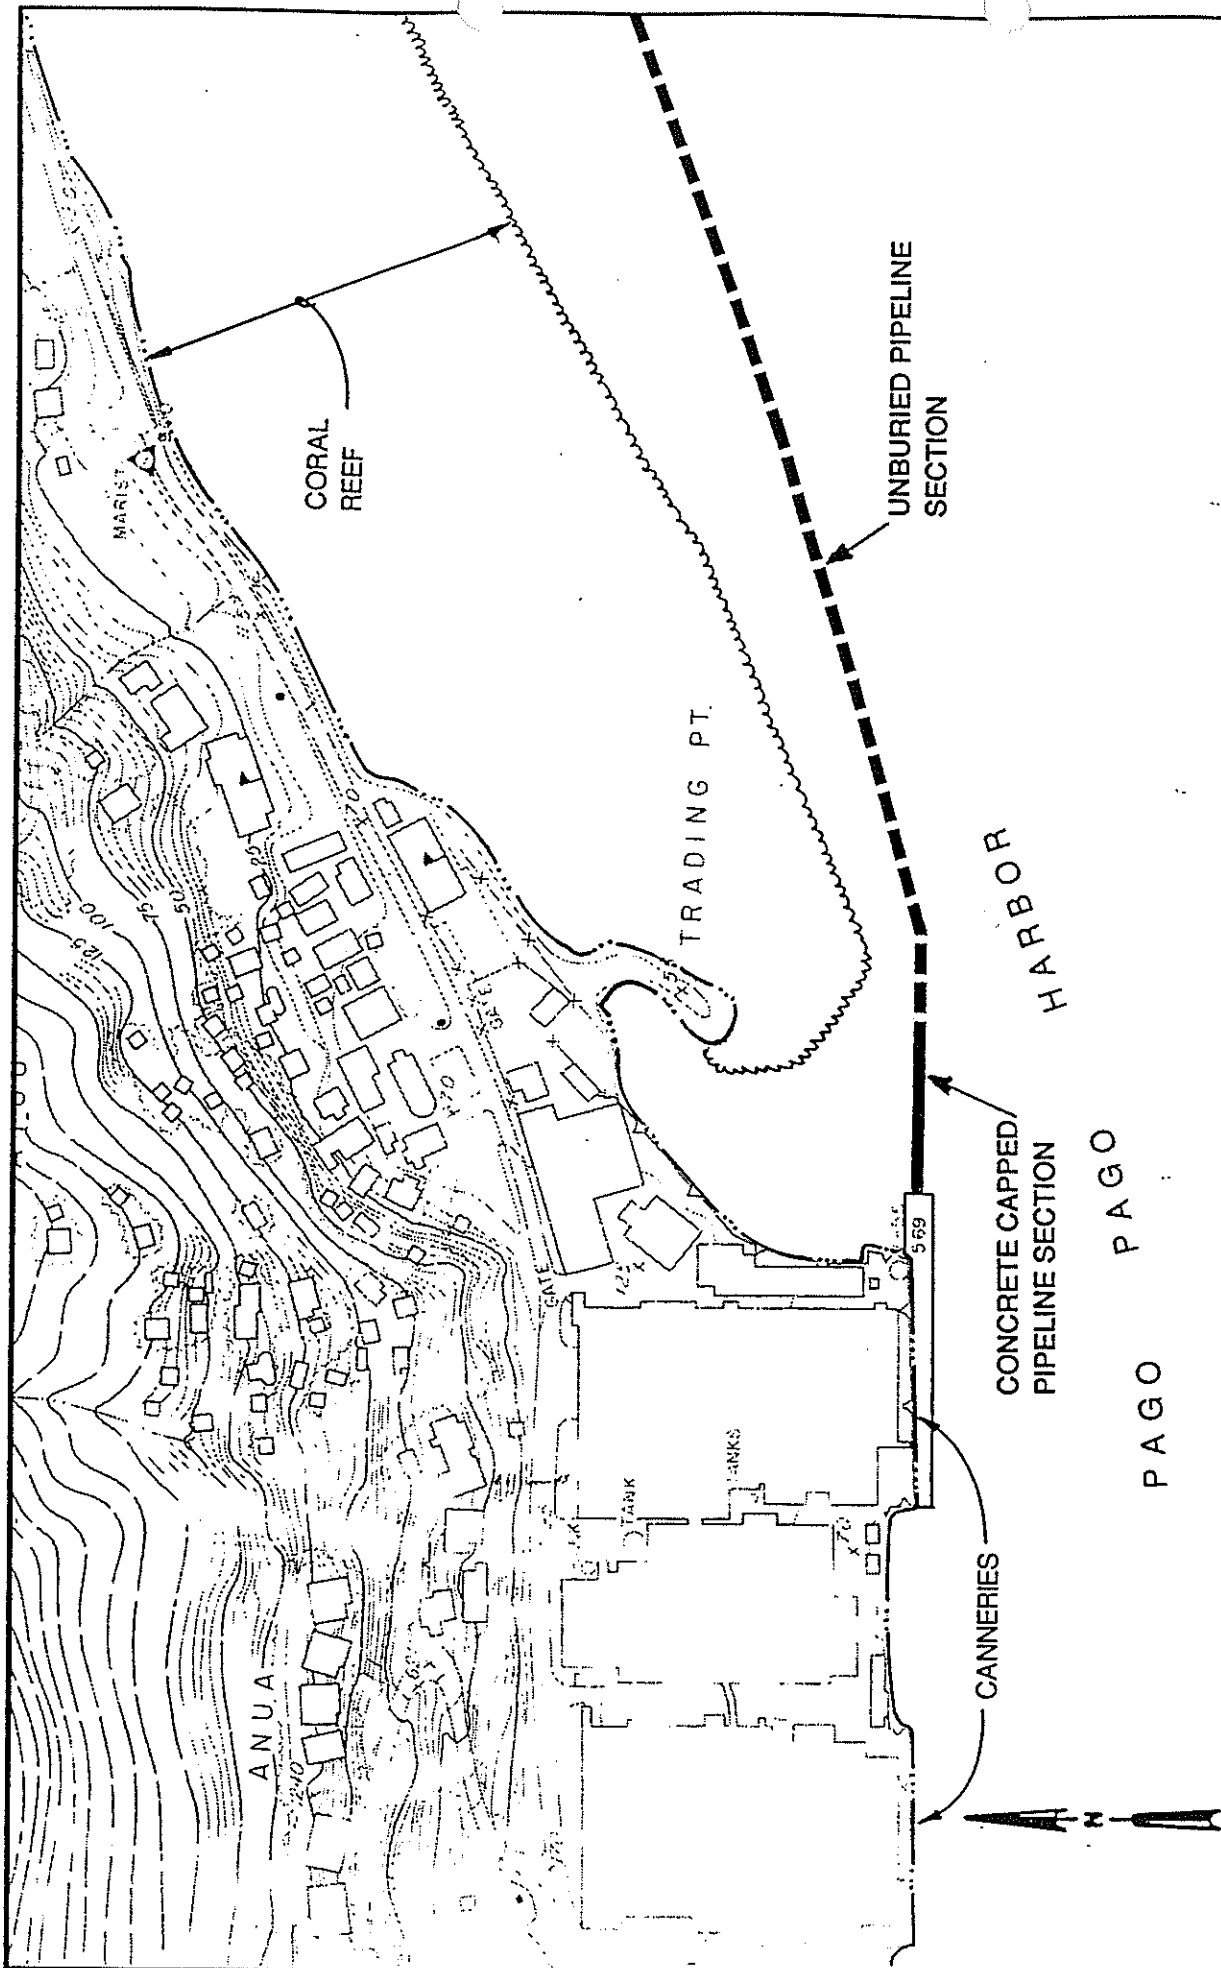 MARIST
CORAL
REEF
UNBURIED PIPELINE
SECTION
TRADING PT.
HARBOR
PAGO
PAGO
CONCRETE CAPPED
PIPELINE SECTION
CANNERIES
ANUA
TANK
TANKS
GATE
GATE
125
100
75
50
25
569
N